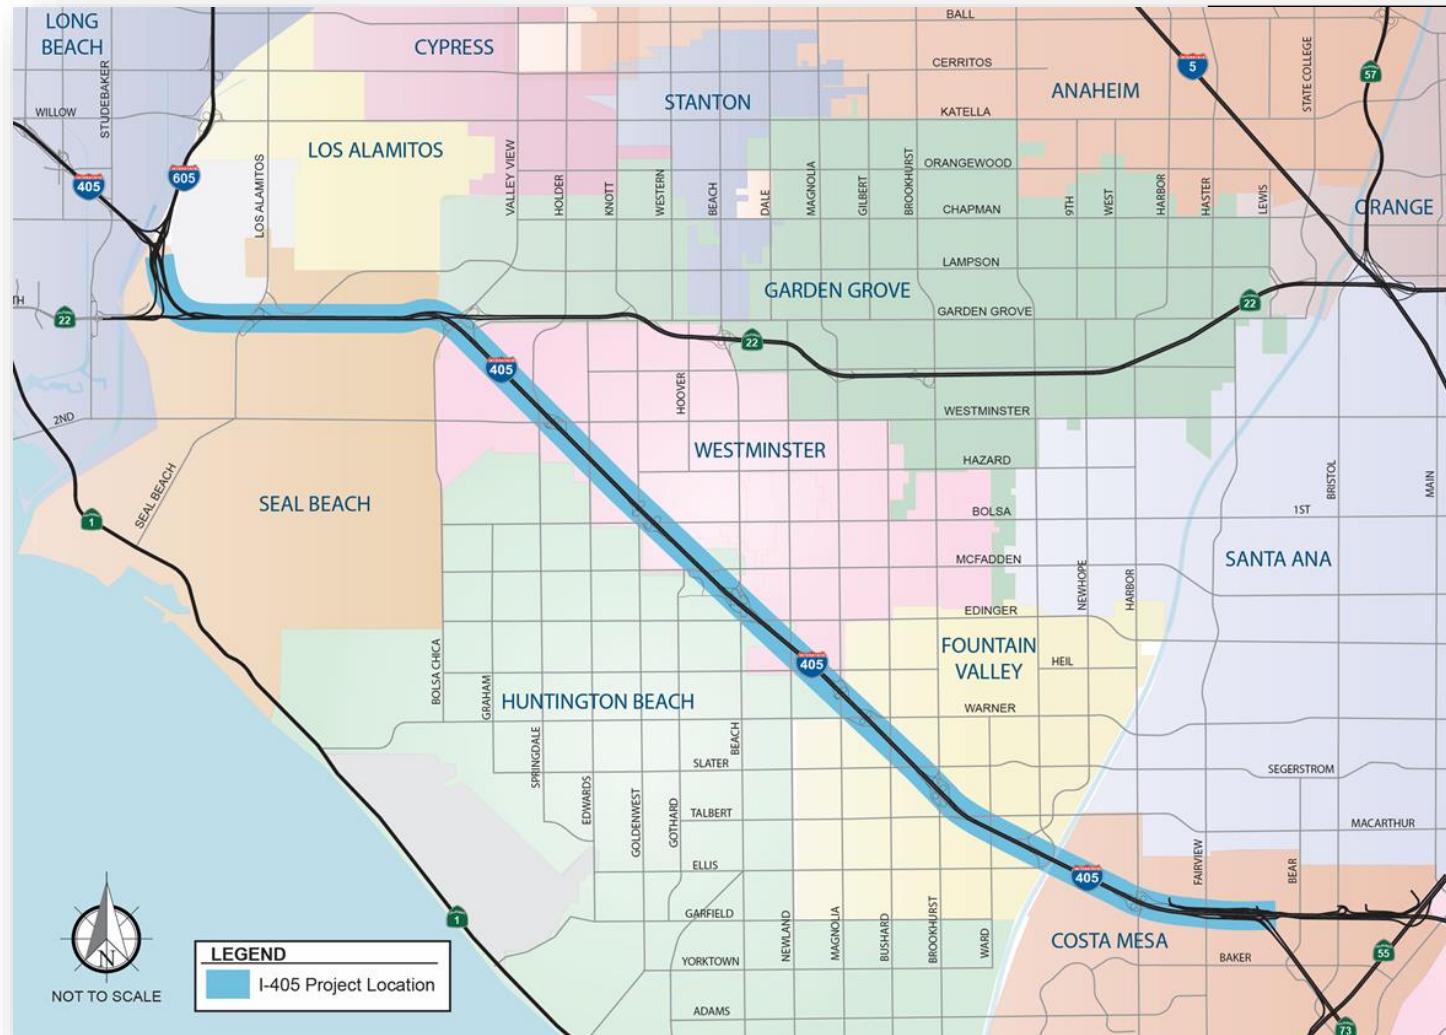 LONG
BEACH
CYPRESS
BALL
CERRITOS
STANTON
ANAHEIM
5
57
STATE COLLEGE
STUDEBAKER
WILLOW
KATELLA
LOS ALAMITOS
ORANGEWOOD
405
605
LOS ALAMITOS
VALLEY VIEW
HOLDER
KNOTT
WESTERN
BEACH
DALE
MAGNOLIA
GILBERT
BROOKHURST
CHAPMAN
9TH
WEST
HARBOR
HASTER
LEWIS
ORANGE
LAMPSON
GARDEN GROVE
TH
22
GARDEN GROVE
22
22
405
HOOVER
2ND
WESTMINSTER
WESTMINSTER
HAZARD
SEAL BEACH
SEAL BEACH
1
BOLSA
1ST
BRISTOL
MAIN
MCFADDEN
SANTA ANA
NEWHOPE
HARBOR
EDINGER
FOUNTAIN
VALLEY
HEIL
405
BOLSA CHICA
GRAHAM
HUNTINGTON BEACH
WARNER
SPRINGDALE
EDWARDS
GOLDENWEST
GOTHARD
BEACH
SLATER
SEGERSTROM
TALBERT
MACARTHUR
ELLIS
FAIRVIEW
BEAR
405
1
GARFIELD
NEWLAND
MAGNOLIA
BUSHARD
BROOKHURST
WARD
COSTA MESA
YORKTOWN
BAKER
55
ADAMS
73
N
NOT TO SCALE
LEGEND
I-405 Project Location